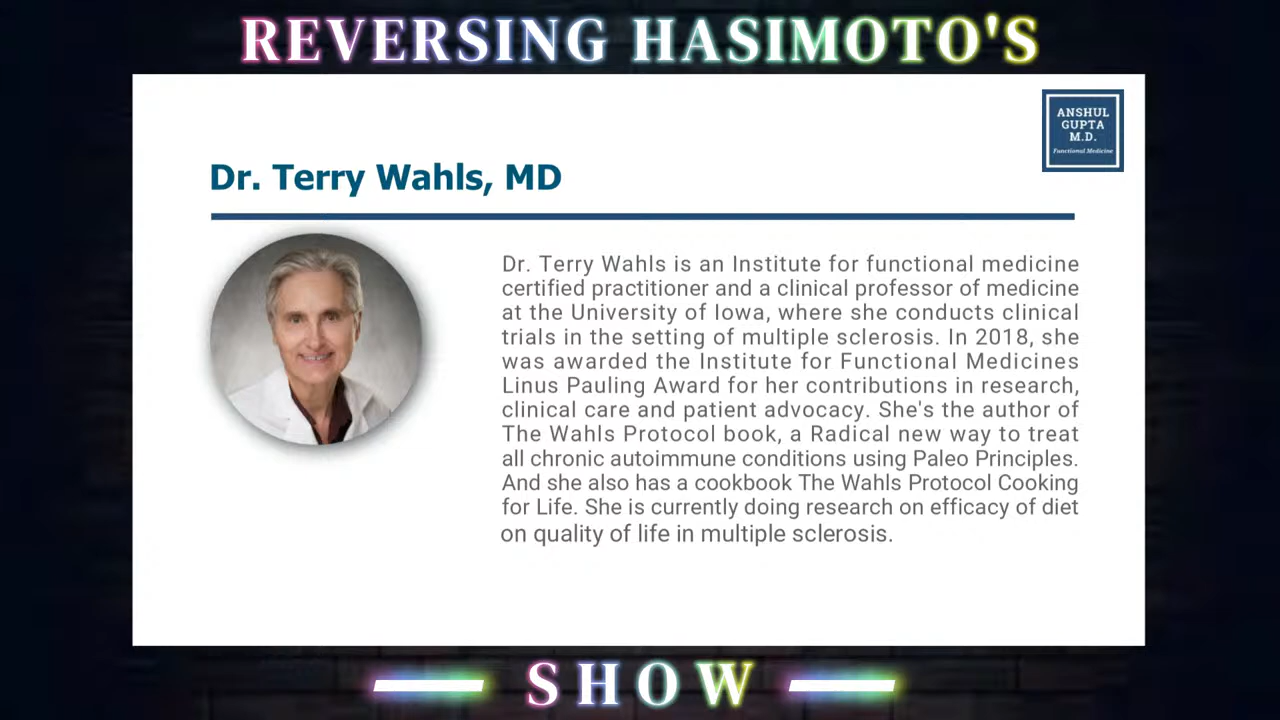 REVERSING HASIMOTO'S
ANSHUL
GUPTA
M.D.
Functional Medicine
Dr. Terry Wahls, MD
Dr. Terry Wahls is an Institute for functional medicine
certified practitioner and a clinical professor of medicine
at the University of Iowa, where she conducts clinical
trials in the setting of multiple sclerosis. In 2018, she
was awarded the Institute for Functional Medicines
Linus Pauling Award for her contributions in research,
clinical care and patient advocacy. She's the author of
The Wahls Protocol book, a Radical new way to treat
all chronic autoimmune conditions using Paleo Principles.
And she also has a cookbook The Wahls Protocol Cooking
for Life. She is currently doing research on efficacy of diet
on quality of life in multiple sclerosis.
SHOW